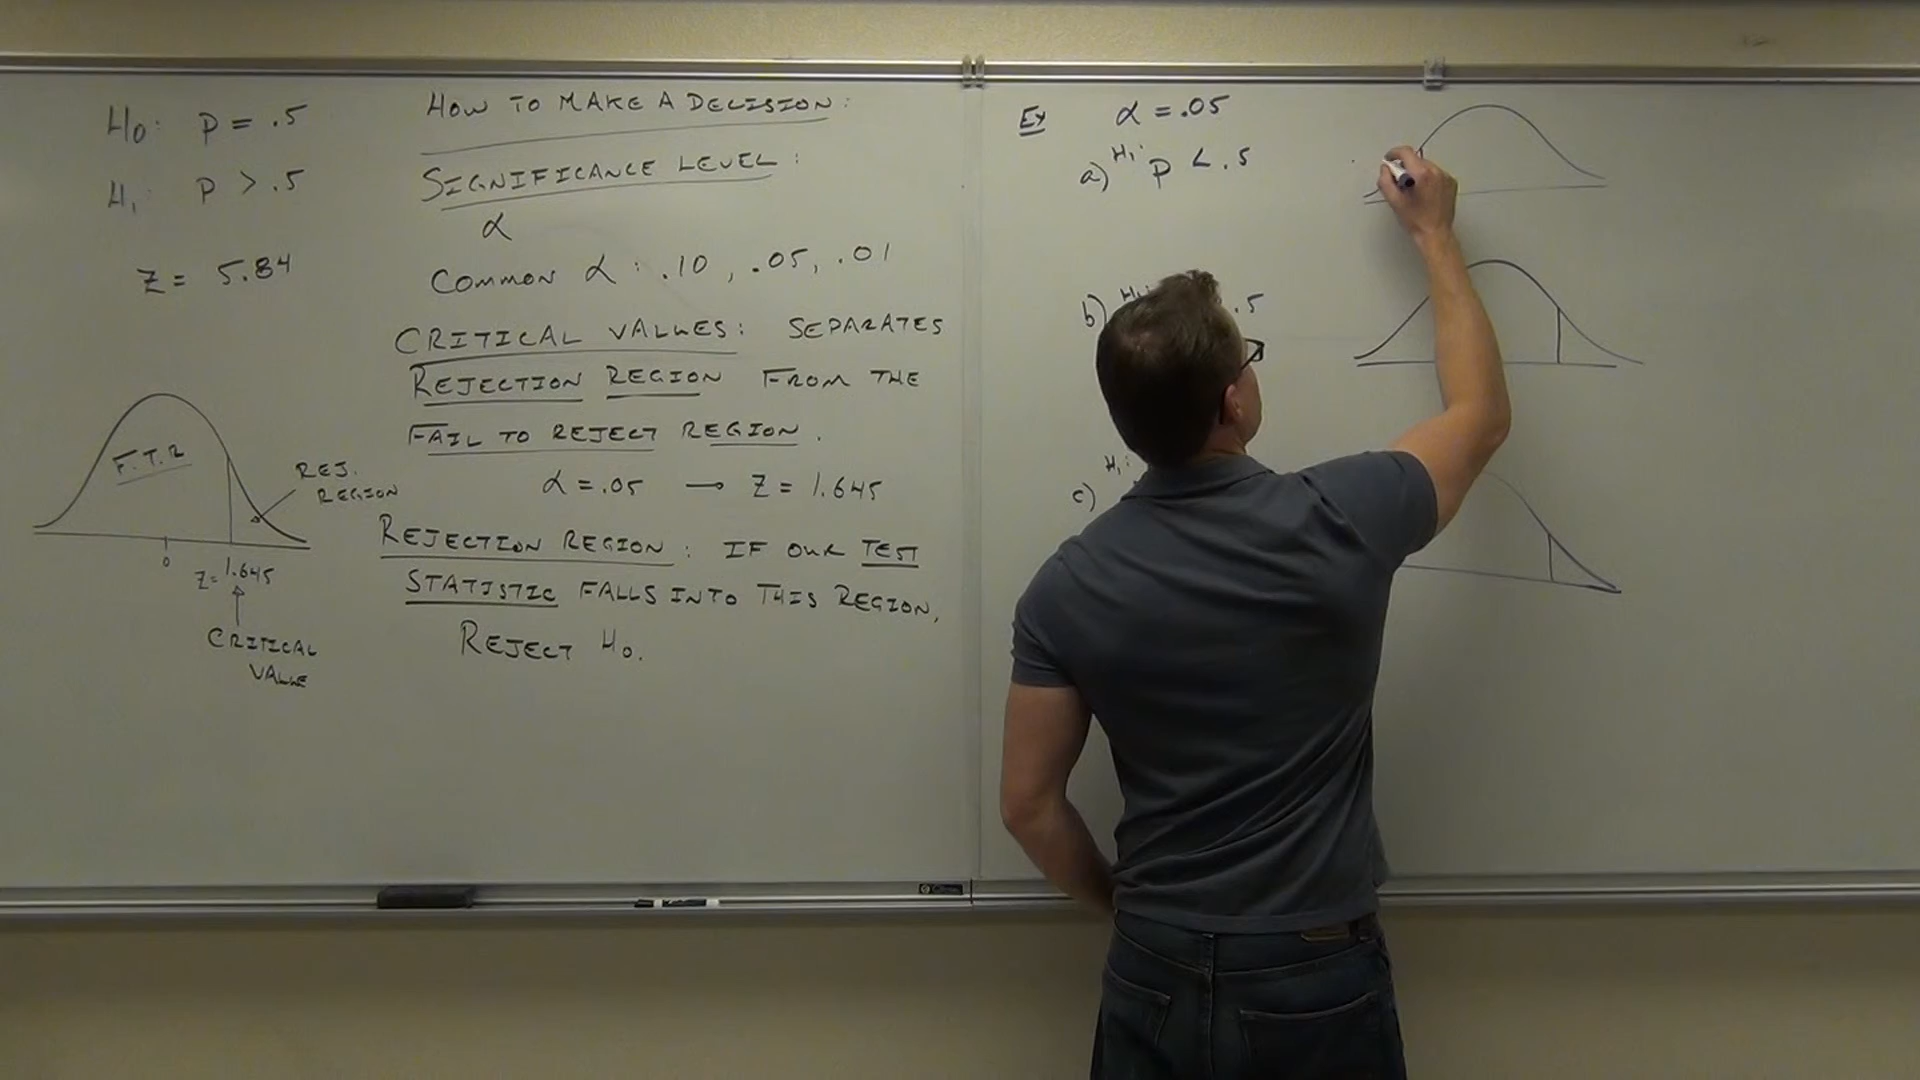 H0: P = .5
H1: P > .5
Z = 5.84
F.T.R
REJ.
REGION
0
Z=1.645
CRITICAL
VALUE
HOW TO MAKE A DECISION:
SIGNIFICANCE LEVEL:
α
COMMON α: .10, .05, .01
CRITICAL VALUES: SEPARATES
REJECTION REGION FROM THE
FAIL TO REJECT REGION.
α = .05 → Z = 1.645
REJECTION REGION: IF OUR TEST
STATISTIC FALLS INTO THIS REGION,
REJECT H0.
Ex α = .05
a) H1: P < .5
b) H1: .5
c) H1: